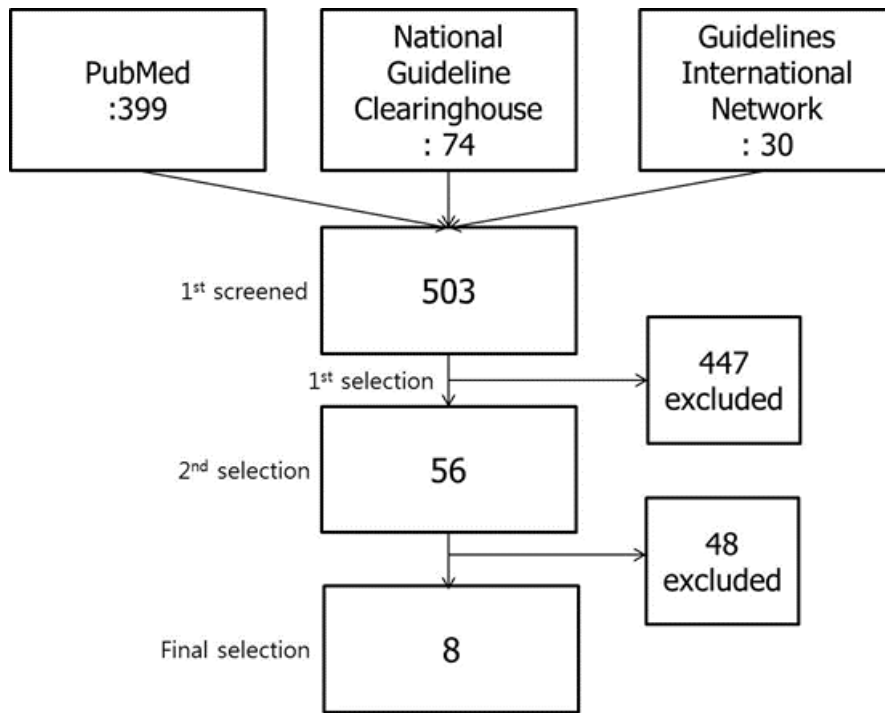 PubMed
:399
National
Guideline
Clearinghouse
: 74
Guidelines
International
Network
: 30
1st screened
503
1st selection
447
excluded
2nd selection
56
48
excluded
Final selection
8